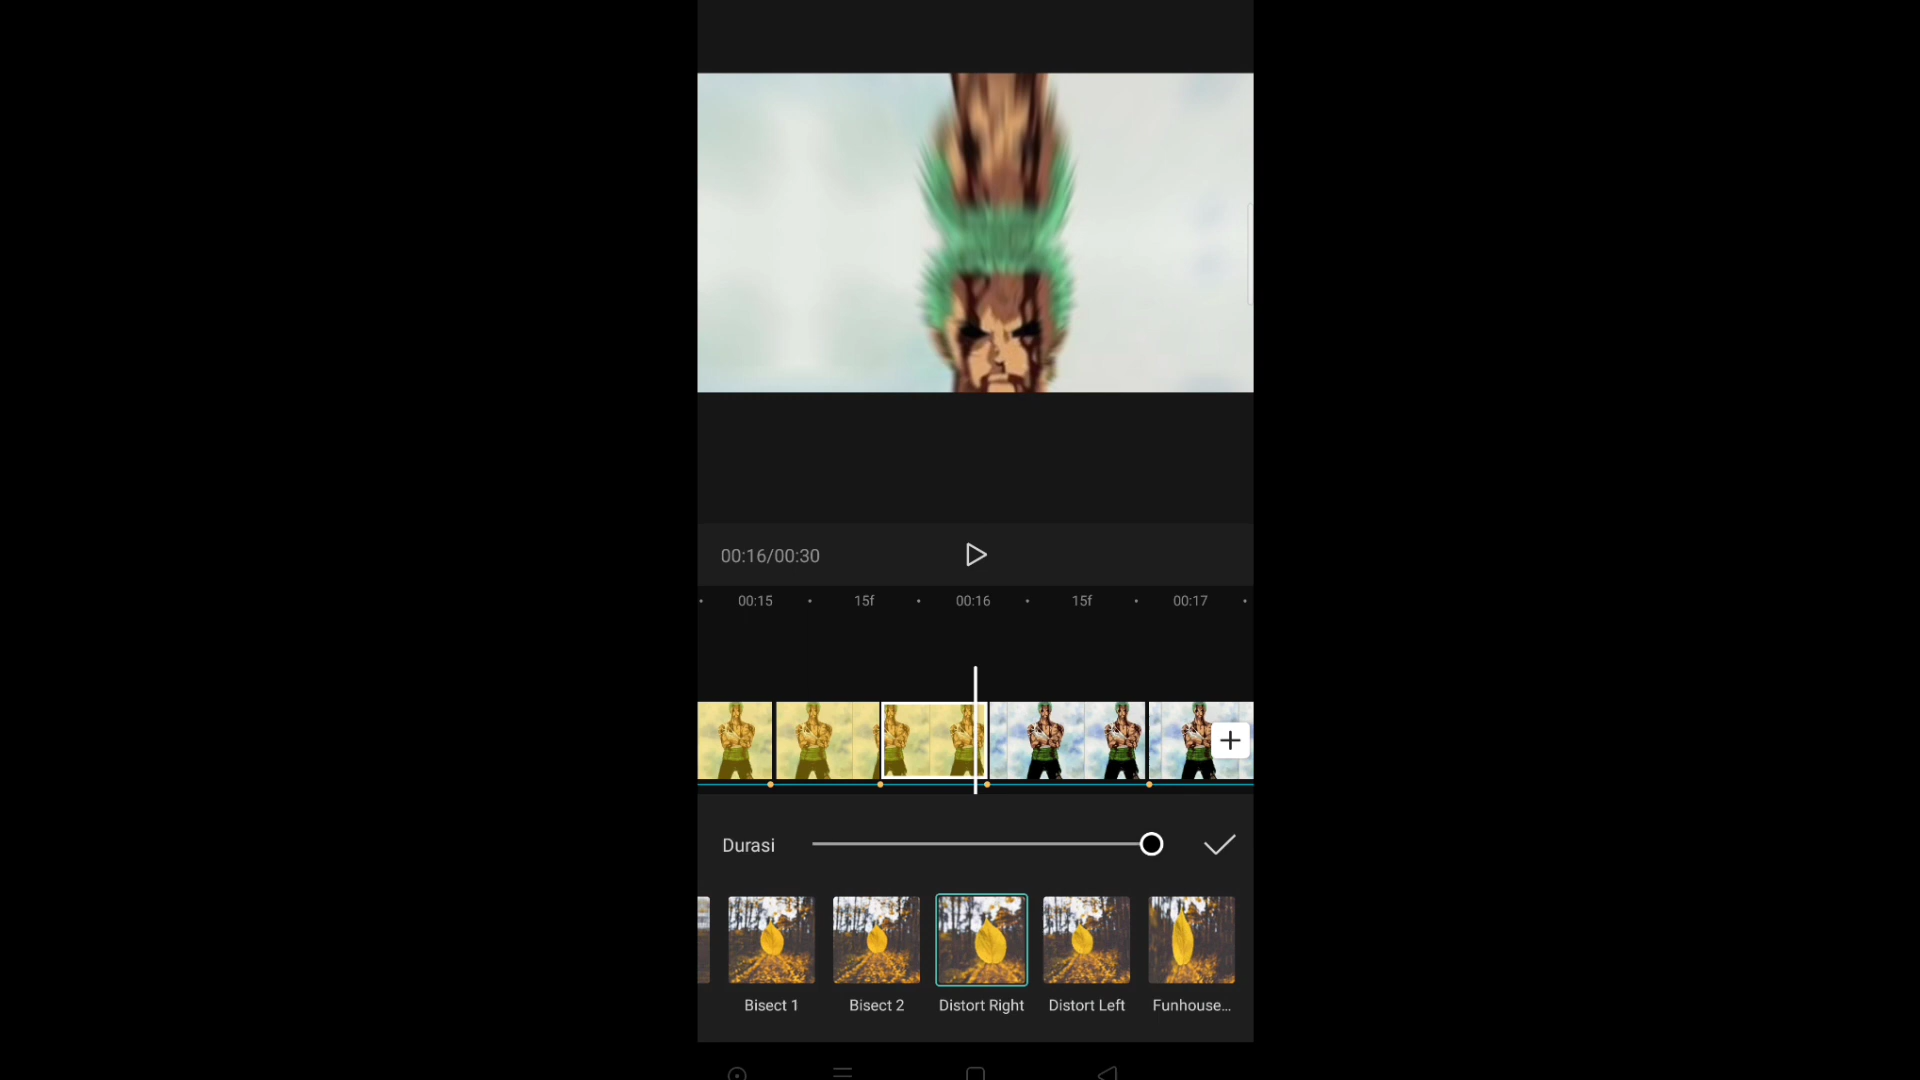 00:16/00:30
00:15 15f 00:16 15f 00:17
Durasi
Bisect 1 Bisect 2 Distort Right Distort Left Funhouse...